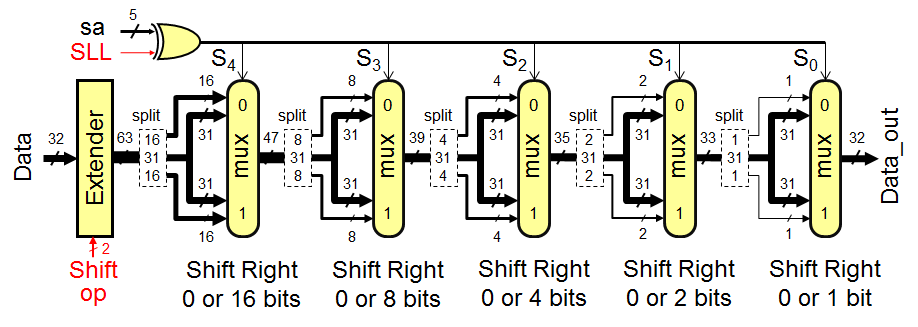 sa
5
SLL
S4
S3
S2
S1
S0
Data
32
Extender
63
split
16
31
16
16
31
31
16
0
mux
1
47
split
8
31
8
8
31
31
8
0
mux
1
39
split
4
31
4
4
31
31
4
0
mux
1
35
split
2
31
2
2
31
31
2
0
mux
1
33
split
1
31
1
1
31
31
1
0
mux
1
32
Data_out
2
Shift
op
Shift Right
0 or 16 bits
Shift Right
0 or 8 bits
Shift Right
0 or 4 bits
Shift Right
0 or 2 bits
Shift Right
0 or 1 bit